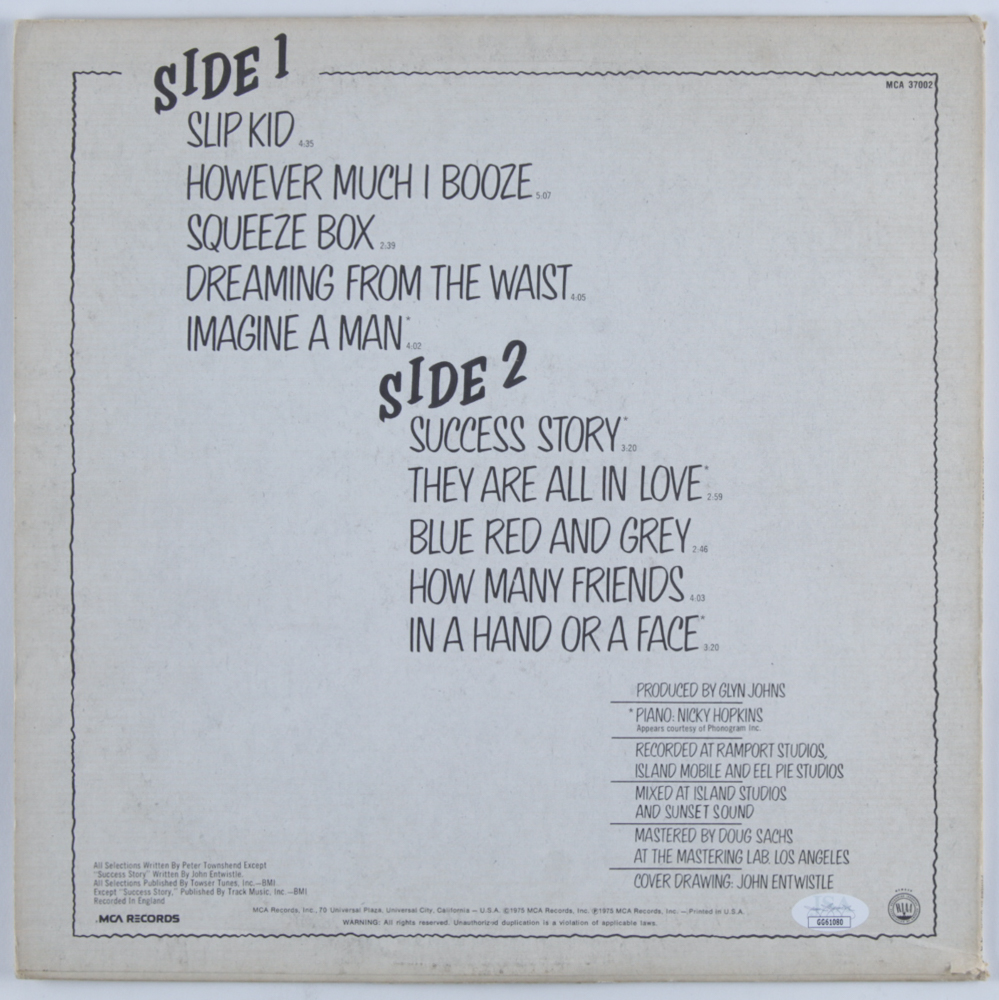 SIDE 1
MCA 37002
SLIP KID 4:35
HOWEVER MUCH I BOOZE 5:07
SQUEEZE BOX 2:39
DREAMING FROM THE WAIST 4:05
IMAGINE A MAN* 4:02
SIDE 2
SUCCESS STORY* 3:20
THEY ARE ALL IN LOVE* 2:59
BLUE RED AND GREY 2:46
HOW MANY FRIENDS 4:03
IN A HAND OR A FACE* 3:20
PRODUCED BY GLYN JOHNS
* PIANO: NICKY HOPKINS
Appears courtesy of Phonogram Inc.
RECORDED AT RAMPORT STUDIOS,
ISLAND MOBILE AND EEL PIE STUDIOS
MIXED AT ISLAND STUDIOS
AND SUNSET SOUND
MASTERED BY DOUG SACHS
AT THE MASTERING LAB, LOS ANGELES
COVER DRAWING: JOHN ENTWISTLE
All Selections Written By Peter Townshend Except
"Success Story" Written By John Entwistle.
All Selections Published By Towser Tunes, Inc.—BMI
Except "Success Story," Published By Track Music, Inc.—BMI
Recorded In England
MCA RECORDS
MCA Records, Inc., 70 Universal Plaza, Universal City, California — U.S.A. ©1975 MCA Records, Inc. ℗1975 MCA Records, Inc. — Printed in U.S.A.
WARNING: All rights reserved. Unauthorized duplication is a violation of applicable laws.
GG61080